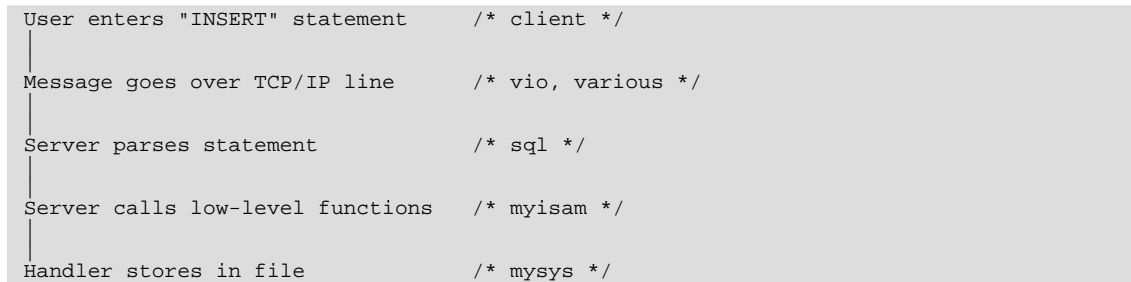 User enters "INSERT" statement /* client */
|
|
Message goes over TCP/IP line /* vio, various */
|
|
Server parses statement /* sql */
|
|
Server calls low-level functions /* myisam */
|
|
Handler stores in file /* mysys */